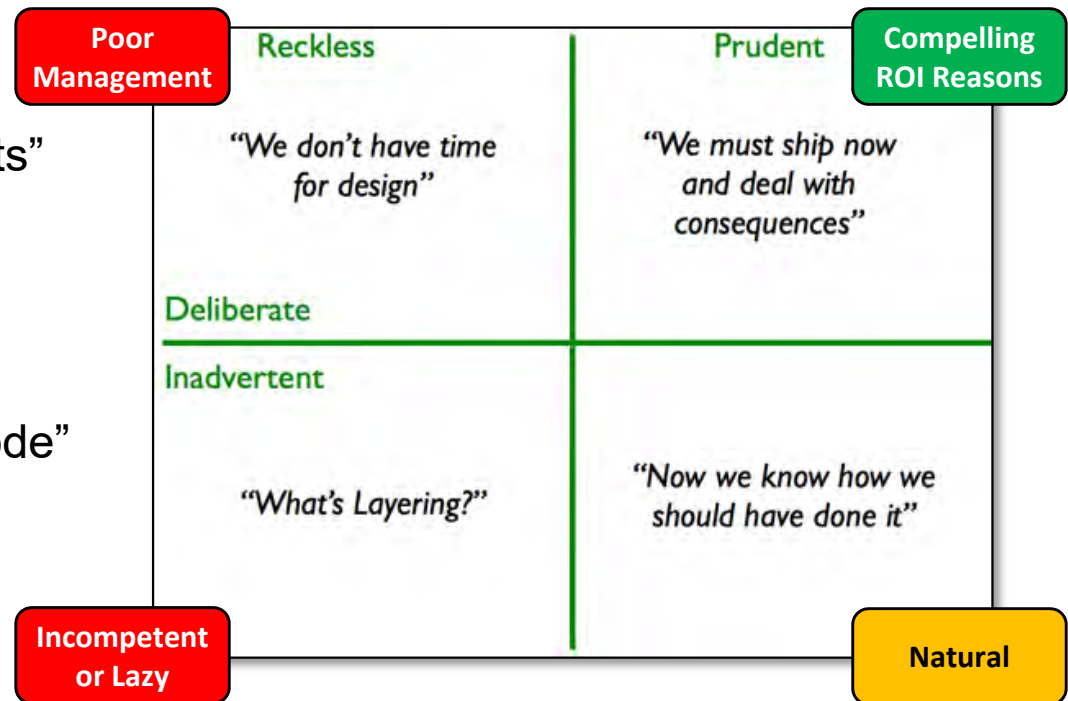 Poor
Management
Reckless
Prudent
Compelling
ROI Reasons
ts”
“We don’t have time
for design”
“We must ship now
and deal with
consequences”
Deliberate
Inadvertent
ode”
“What’s Layering?”
“Now we know how we
should have done it”
Incompetent
or Lazy
Natural